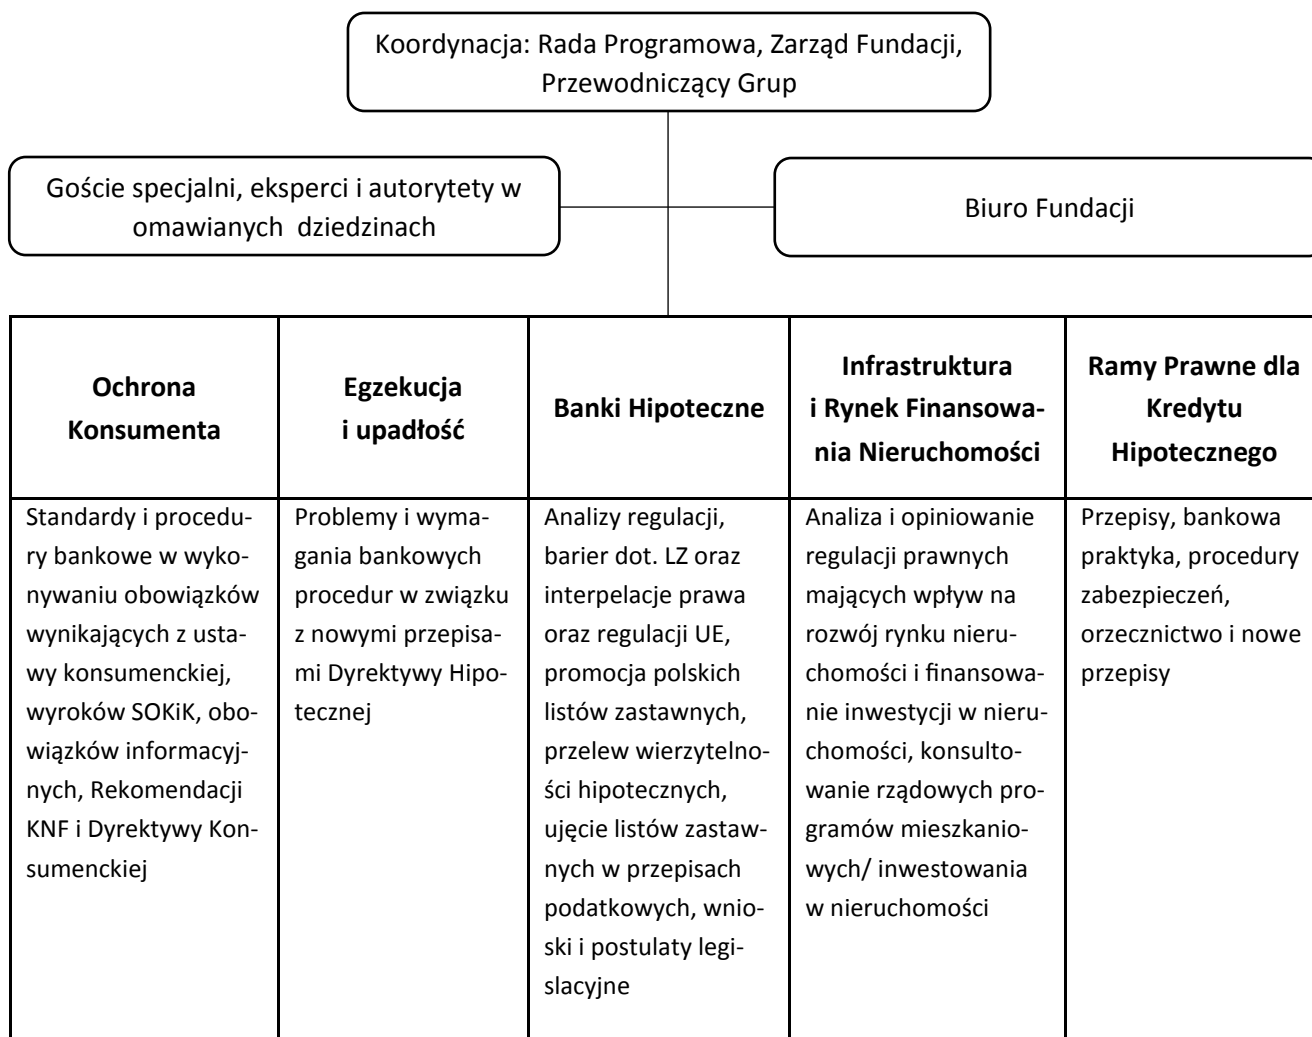 Koordynacja: Rada Programowa, Zarząd Fundacji,
Przewodniczący Grup
Goście specjalni, eksperci i autorytety w
omawianych dziedzinach
Biuro Fundacji
Ochrona
Konsumenta
Egzekucja
i upadłość
Banki Hipoteczne
Infrastruktura
i Rynek Finansowa-
nia Nieruchomości
Ramy Prawne dla
Kredytu
Hipotecznego
Standardy i procedu-
ry bankowe w wyko-
nywaniu obowiązków
wynikających z usta-
wy konsumenckiej,
wyroków SOKiK, obo-
wiązków informacyj-
nych, Rekomendacji
KNF i Dyrektywy Kon-
sumenckiej
Problemy i wyma-
gania bankowych
procedur w związku
z nowymi przepisa-
mi Dyrektywy Hipo-
tecznej
Analizy regulacji,
barier dot. LZ oraz
interpelacje prawa
oraz regulacji UE,
promocja polskich
listów zastawnych,
przelew wierzytelno-
ści hipotecznych,
ujęcie listów zastaw-
nych w przepisach
podatkowych, wnio-
ski i postulaty legi-
slacyjne
Analiza i opiniowanie
regulacji prawnych
mających wpływ na
rozwój rynku nieru-
chomości i finansowa-
nie inwestycji w nieru-
chomości, konsulto-
wanie rządowych pro-
gramów mieszkanio-
wych/ inwestowania
w nieruchomości
Przepisy, bankowa
praktyka, procedury
zabezpieczeń,
orzecznictwo i nowe
przepisy